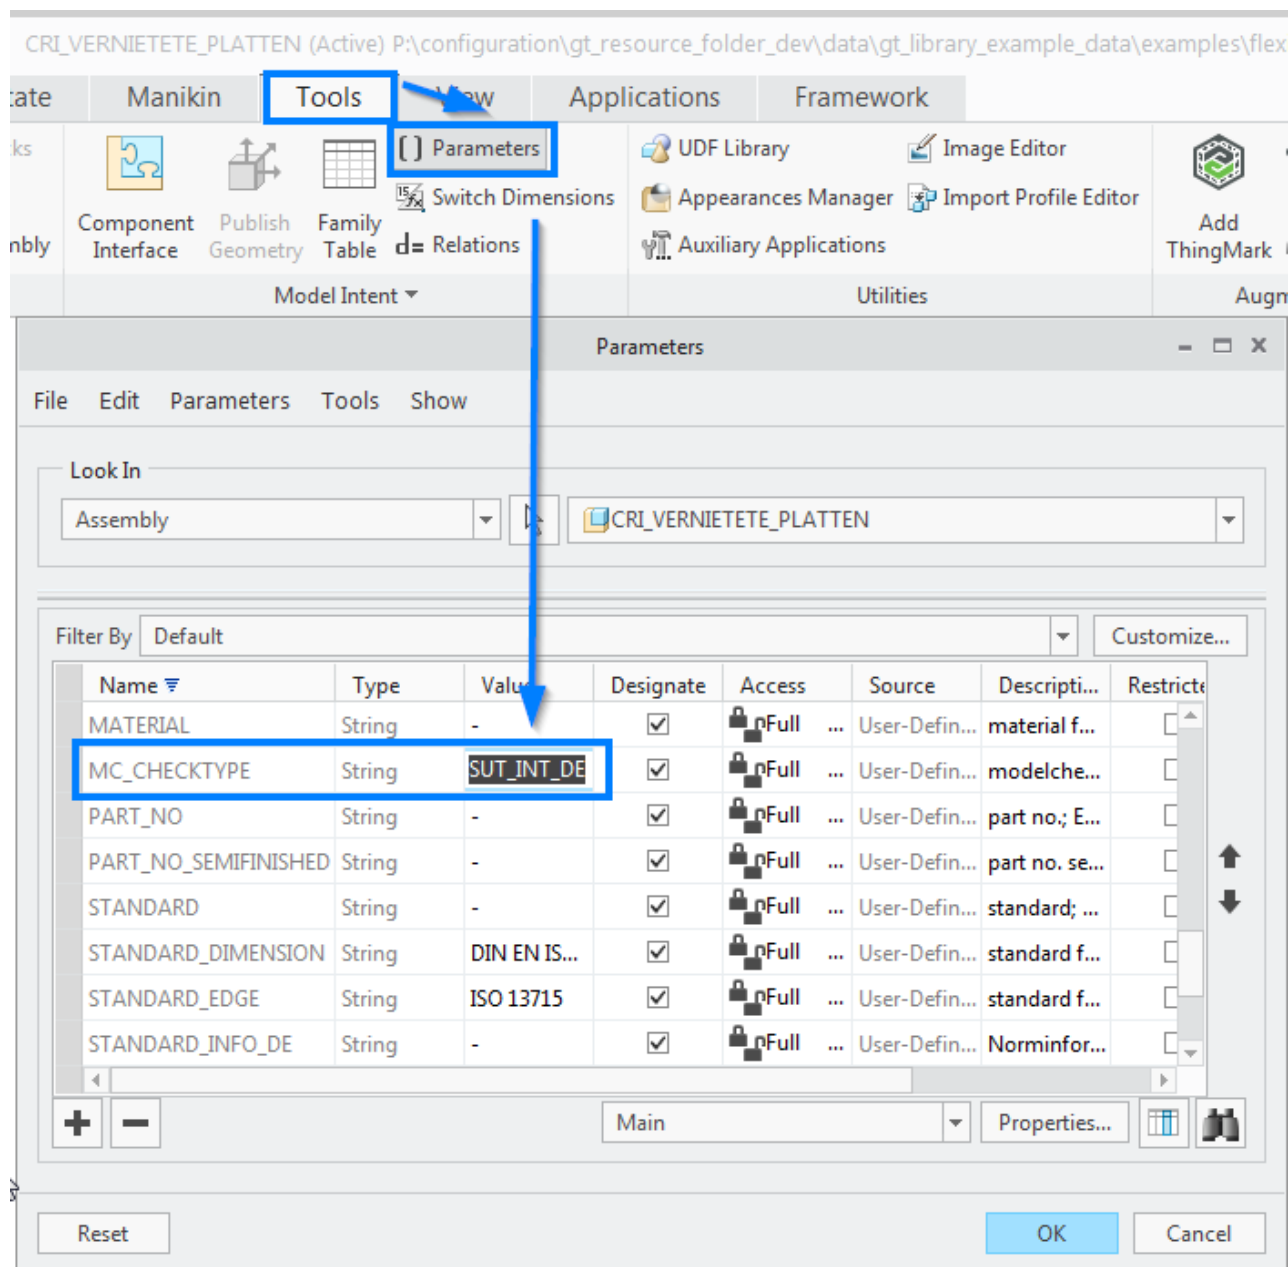 CRI_VERNIETETE_PLATTEN (Active) P:\configuration\gt_resource_folder_dev\data\gt_library_example_data\examples\flex
Manikin Tools View Applications Framework
[ ] Parameters UDF Library Image Editor
Switch Dimensions Appearances Manager Import Profile Editor
Component Interface Publish Geometry Family Table d= Relations Auxiliary Applications Add ThingMark
Model Intent Utilities
Parameters
File Edit Parameters Tools Show
Look In
Assembly CRI_VERNIETETE_PLATTEN
Filter By Default Customize...
Name Type Value Designate Access Source Descripti... Restricte
MATERIAL String - Full ... User-Defin... material f...
MC_CHECKTYPE String SUT_INT_DE Full ... User-Defin... modelche...
PART_NO String - Full ... User-Defin... part no.; E...
PART_NO_SEMIFINISHED String - Full ... User-Defin... part no. se...
STANDARD String - Full ... User-Defin... standard; ...
STANDARD_DIMENSION String DIN EN IS... Full ... User-Defin... standard f...
STANDARD_EDGE String ISO 13715 Full ... User-Defin... standard f...
STANDARD_INFO_DE String - Full ... User-Defin... Norminfor...
Main Properties...
Reset OK Cancel